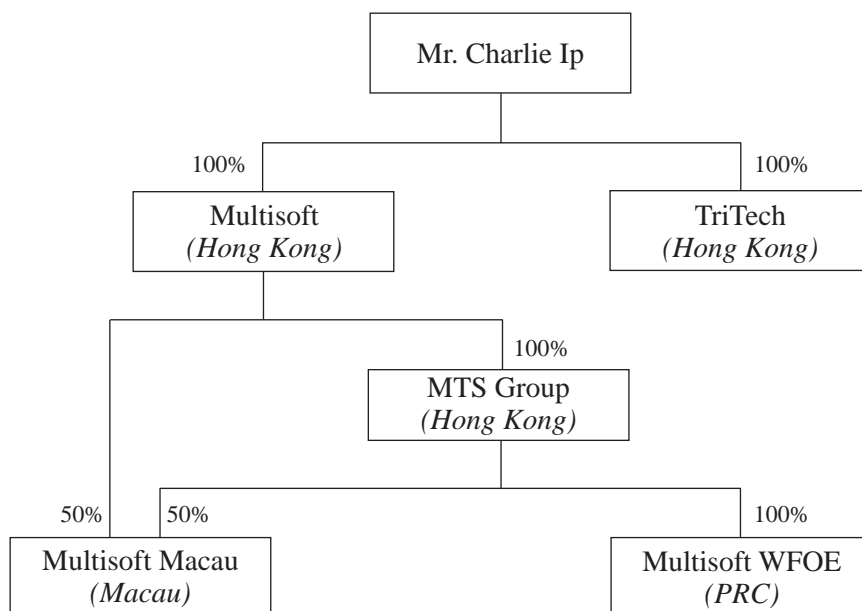 Mr. Charlie Ip
100%
100%
Multisoft
(Hong Kong)
TriTech
(Hong Kong)
100%
MTS Group
(Hong Kong)
50%
50%
100%
Multisoft Macau
(Macau)
Multisoft WFOE
(PRC)